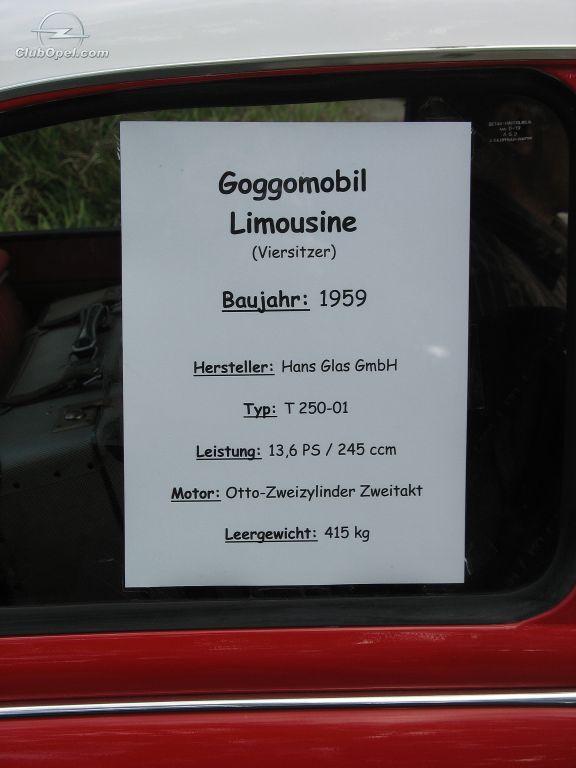 ClubOpel.com
Goggomobil
Limousine
(Viersitzer)
Baujahr: 1959
Hersteller: Hans Glas GmbH
Typ: T 250-01
Leistung: 13,6 PS / 245 ccm
Motor: Otto-Zweizylinder Zweitakt
Leergewicht: 415 kg